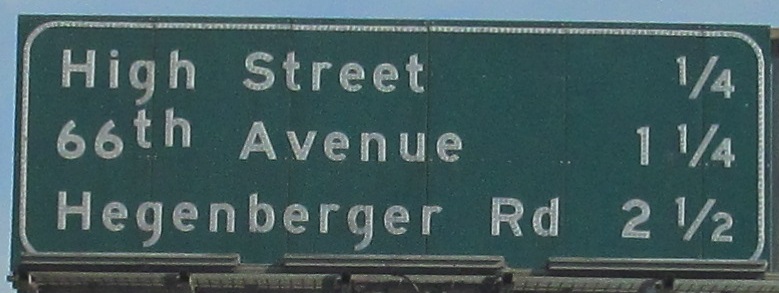 High Street 1/4
66th Avenue 1 1/4
Hegenberger Rd 2 1/2